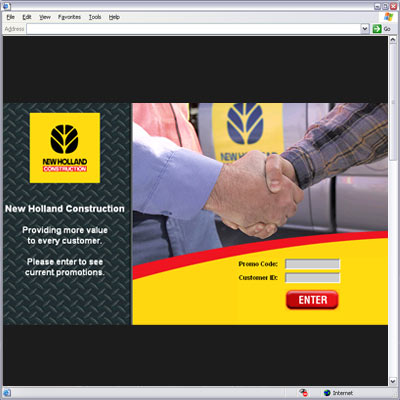 File Edit View Favorites Tools Help
Address Go
NEW HOLLAND
CONSTRUCTION
NEW HOLLAND
New Holland Construction
Providing more value
to every customer.
Please enter to see
current promotions.
Promo Code:
Customer ID:
ENTER
Internet